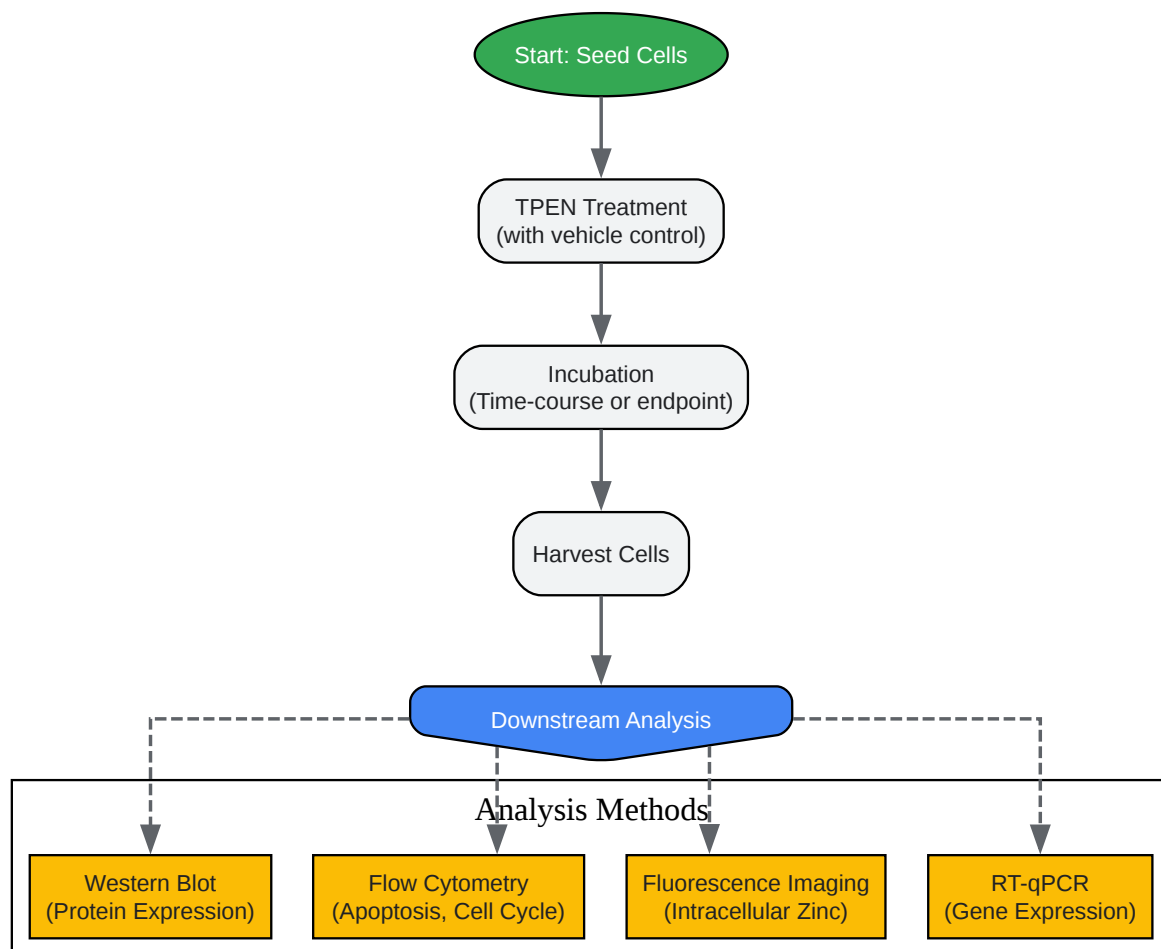 Start: Seed Cells
TPEN Treatment
(with vehicle control)
Incubation
(Time-course or endpoint)
Harvest Cells
Downstream Analysis
Analysis Methods
Western Blot
(Protein Expression)
Flow Cytometry
(Apoptosis, Cell Cycle)
Fluorescence Imaging
(Intracellular Zinc)
RT-qPCR
(Gene Expression)